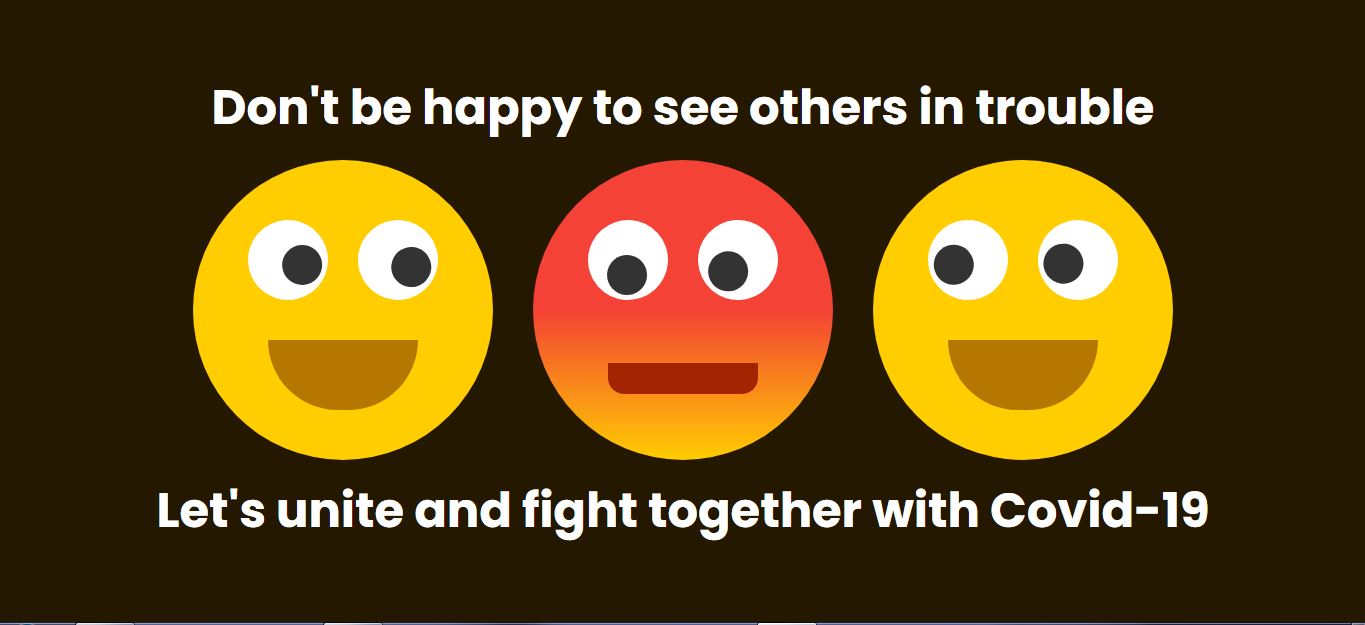 Don't be happy to see others in trouble
Let's unite and fight together with Covid-19